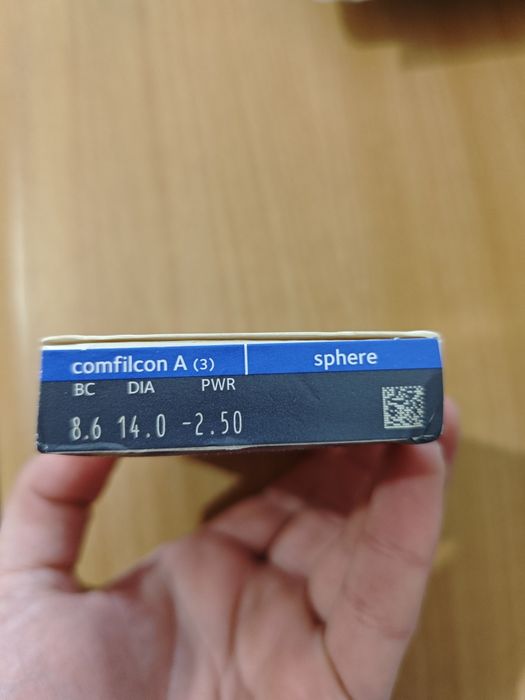 comfilcon A (3) sphere
BC DIA PWR
8.6 14.0 -2.50